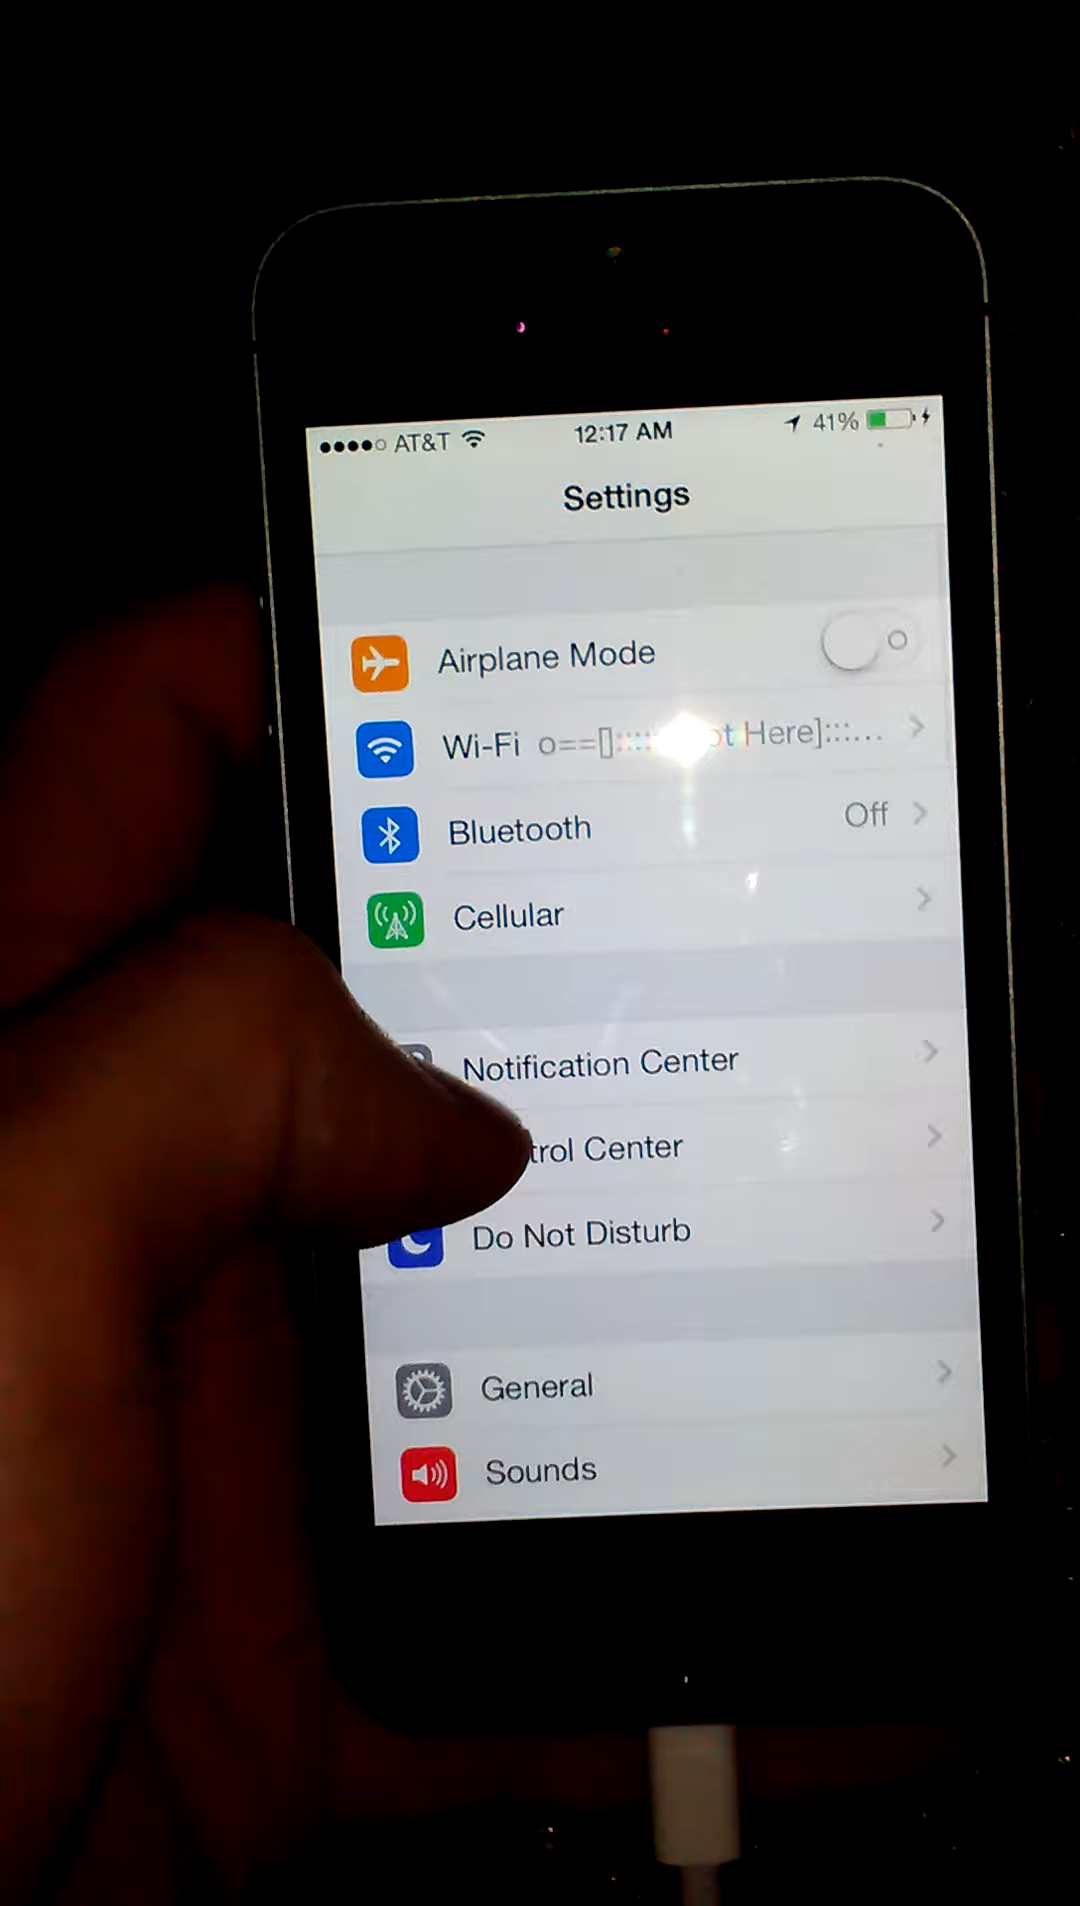 AT&T 12:17 AM 41%
Settings
Airplane Mode
Wi-Fi o==[]:::: Here]:::...
Bluetooth Off
Cellular
Notification Center
trol Center
Do Not Disturb
General
Sounds